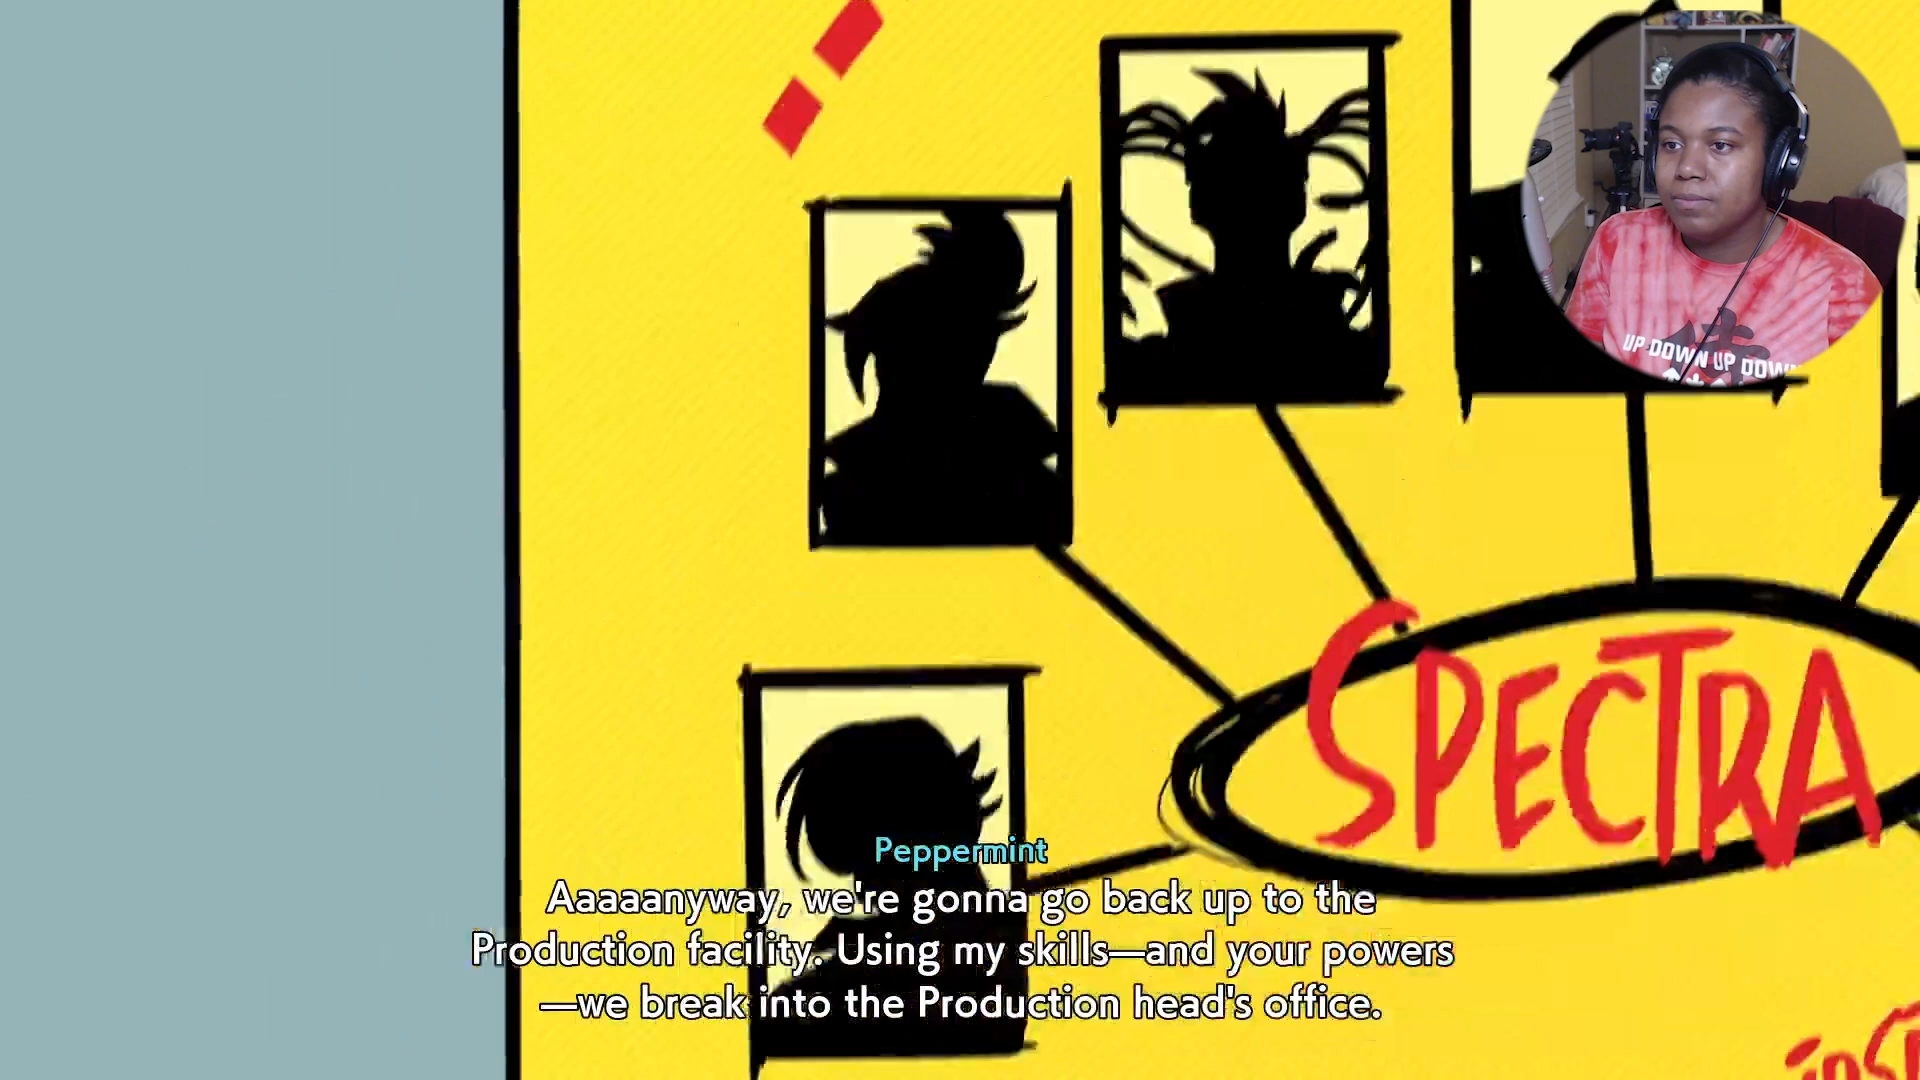 UP DOWN UP DOWN
SPECTRA
Peppermint
Aaaaanyway, we're gonna go back up to the
Production facility. Using my skills—and your powers
—we break into the Production head's office.